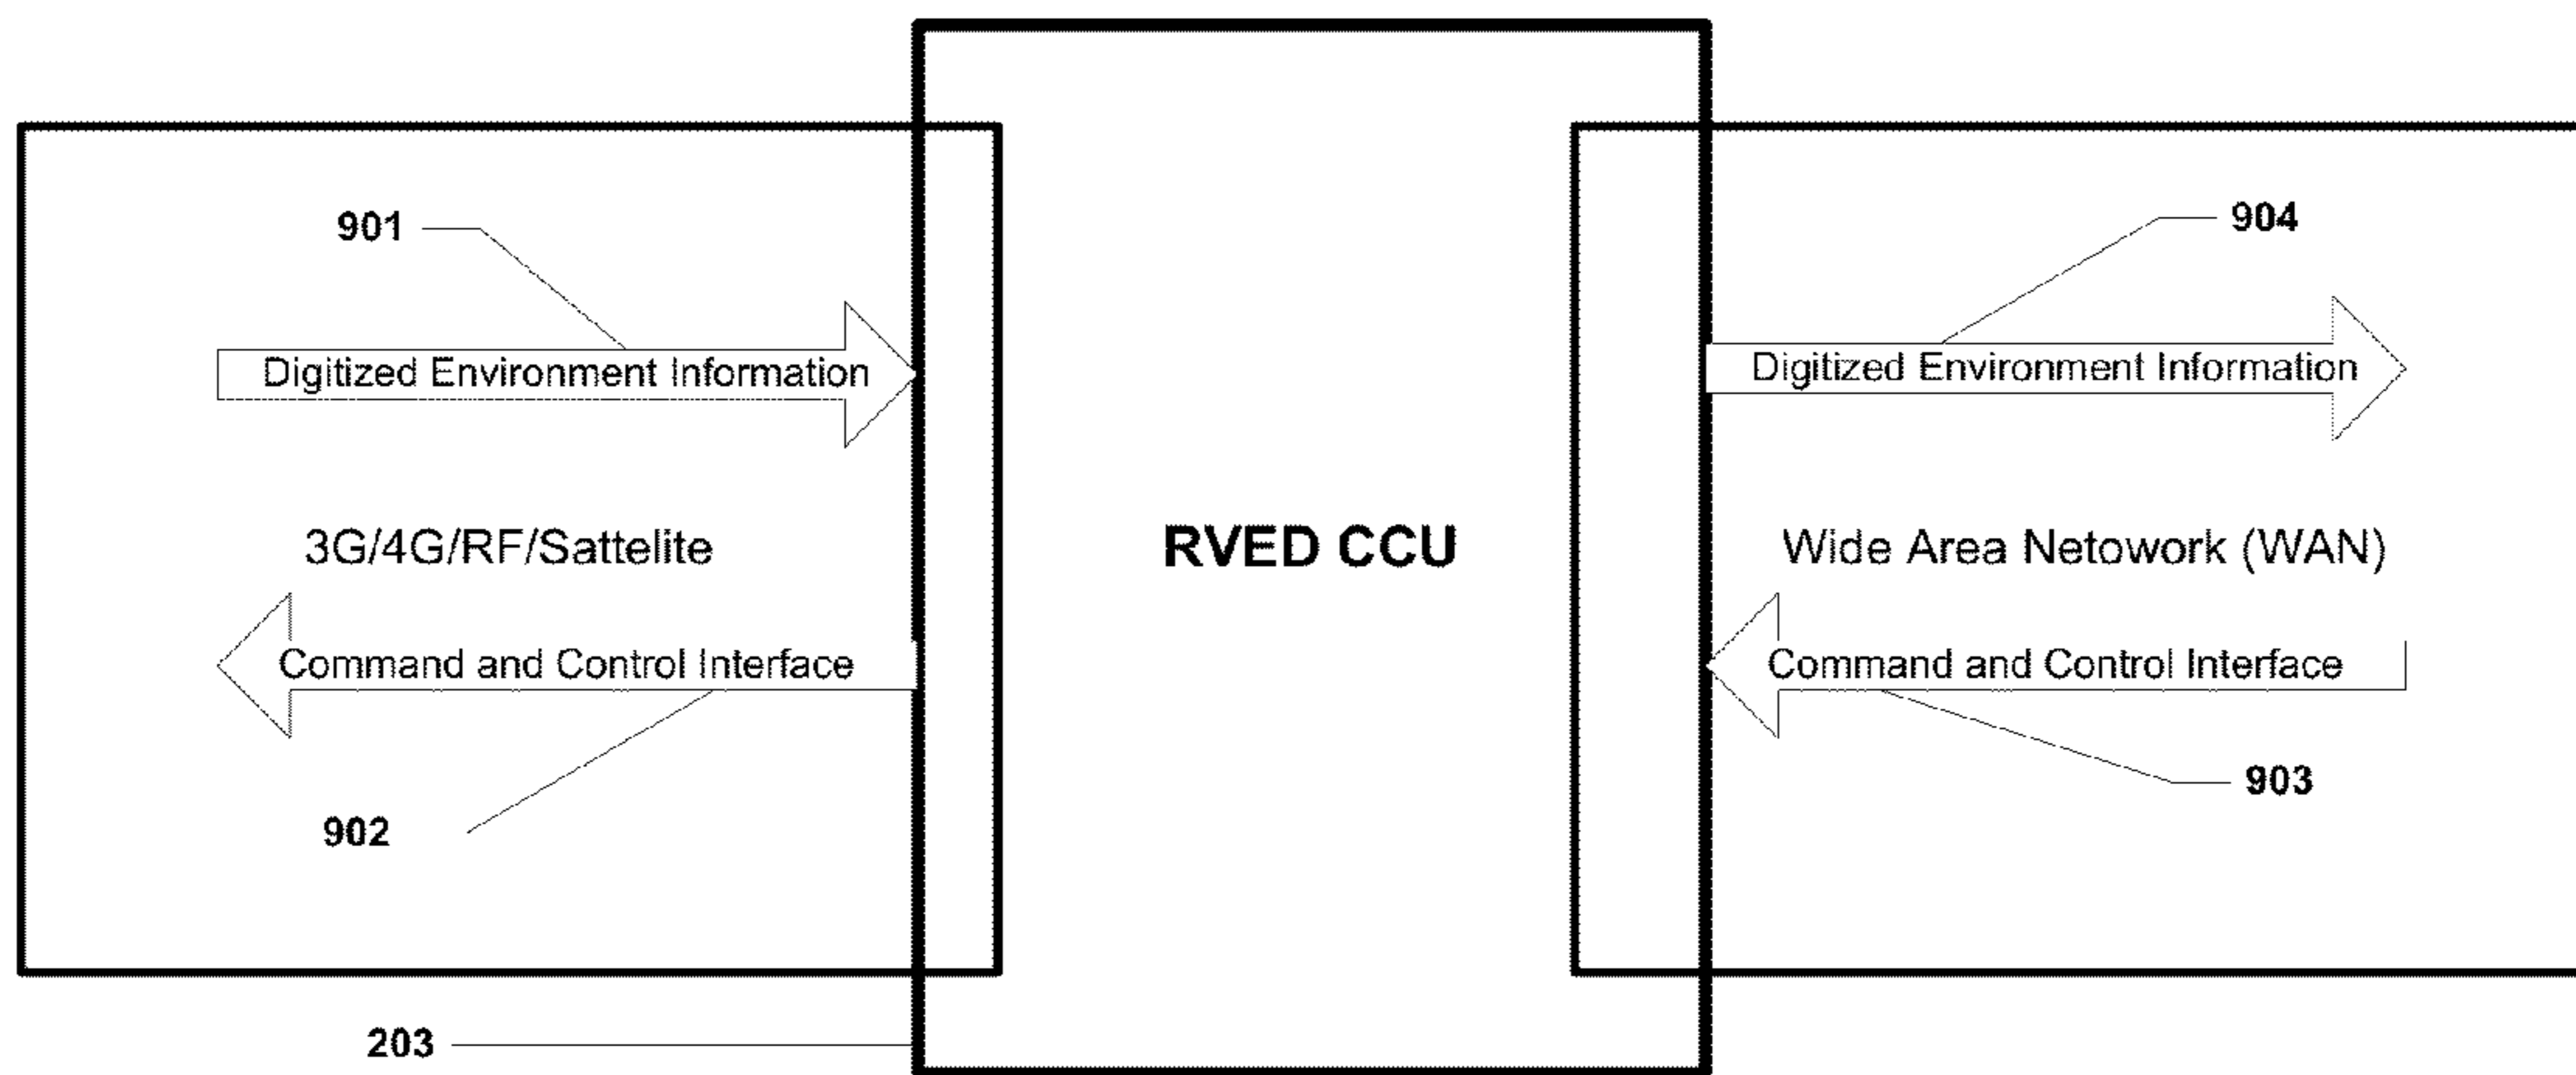 901
904
Digitized Environment Information
Digitized Environment Information
3G/4G/RF/Sattelite
RVED CCU
Wide Area Netowork (WAN)
Command and Control Interface
Command and Control Interface
902
903
203